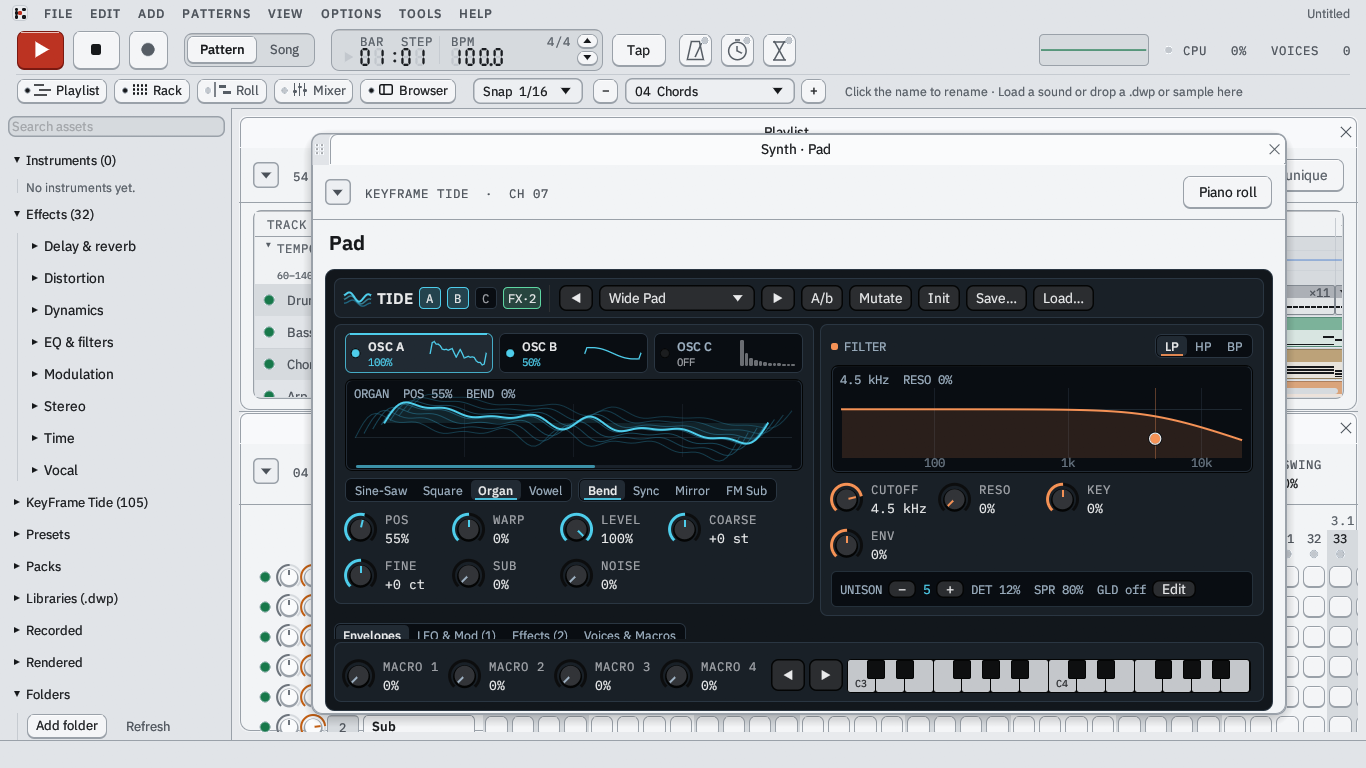 FILE EDIT ADD PATTERNS VIEW OPTIONS TOOLS HELP Untitled
Pattern Song
BAR STEP BPM 4/4
01:01 100.0
Tap
CPU 0% VOICES 0
Playlist Rack Roll Mixer Browser
Snap 1/16
− 04 Chords +
Click the name to rename · Load a sound or drop a .dwp or sample here
Search assets
Instruments (0)
No instruments yet.
Effects (32)
Delay & reverb
Distortion
Dynamics
EQ & filters
Modulation
Stereo
Time
Vocal
KeyFrame Tide (105)
Presets
Packs
Libraries (.dwp)
Recorded
Rendered
Folders
Add folder Refresh
Playlist
54
unique
TRACK
TEMP
60–140
×11
Drum
Bass
Chor
Arp
04
SWING
0%
3.1
1 32 33
2 Sub
Synth · Pad
KEYFRAME TIDE · CH 07
Piano roll
Pad
TIDE A B C FX·2
Wide Pad
A/b Mutate Init Save... Load...
OSC A
100%
OSC B
50%
OSC C
OFF
ORGAN POS 55% BEND 0%
Sine-Saw Square Organ Vowel
Bend Sync Mirror FM Sub
POS
55%
WARP
0%
LEVEL
100%
COARSE
+0 st
FINE
+0 ct
SUB
0%
NOISE
0%
FILTER LP HP BP
4.5 kHz RESO 0%
100 1k 10k
CUTOFF
4.5 kHz
RESO
0%
KEY
0%
ENV
0%
UNISON − 5 + DET 12% SPR 80% GLD off Edit
Envelopes LFO & Mod (1) Effects (2) Voices & Macros
MACRO 1
0%
MACRO 2
0%
MACRO 3
0%
MACRO 4
0%
C3 C4